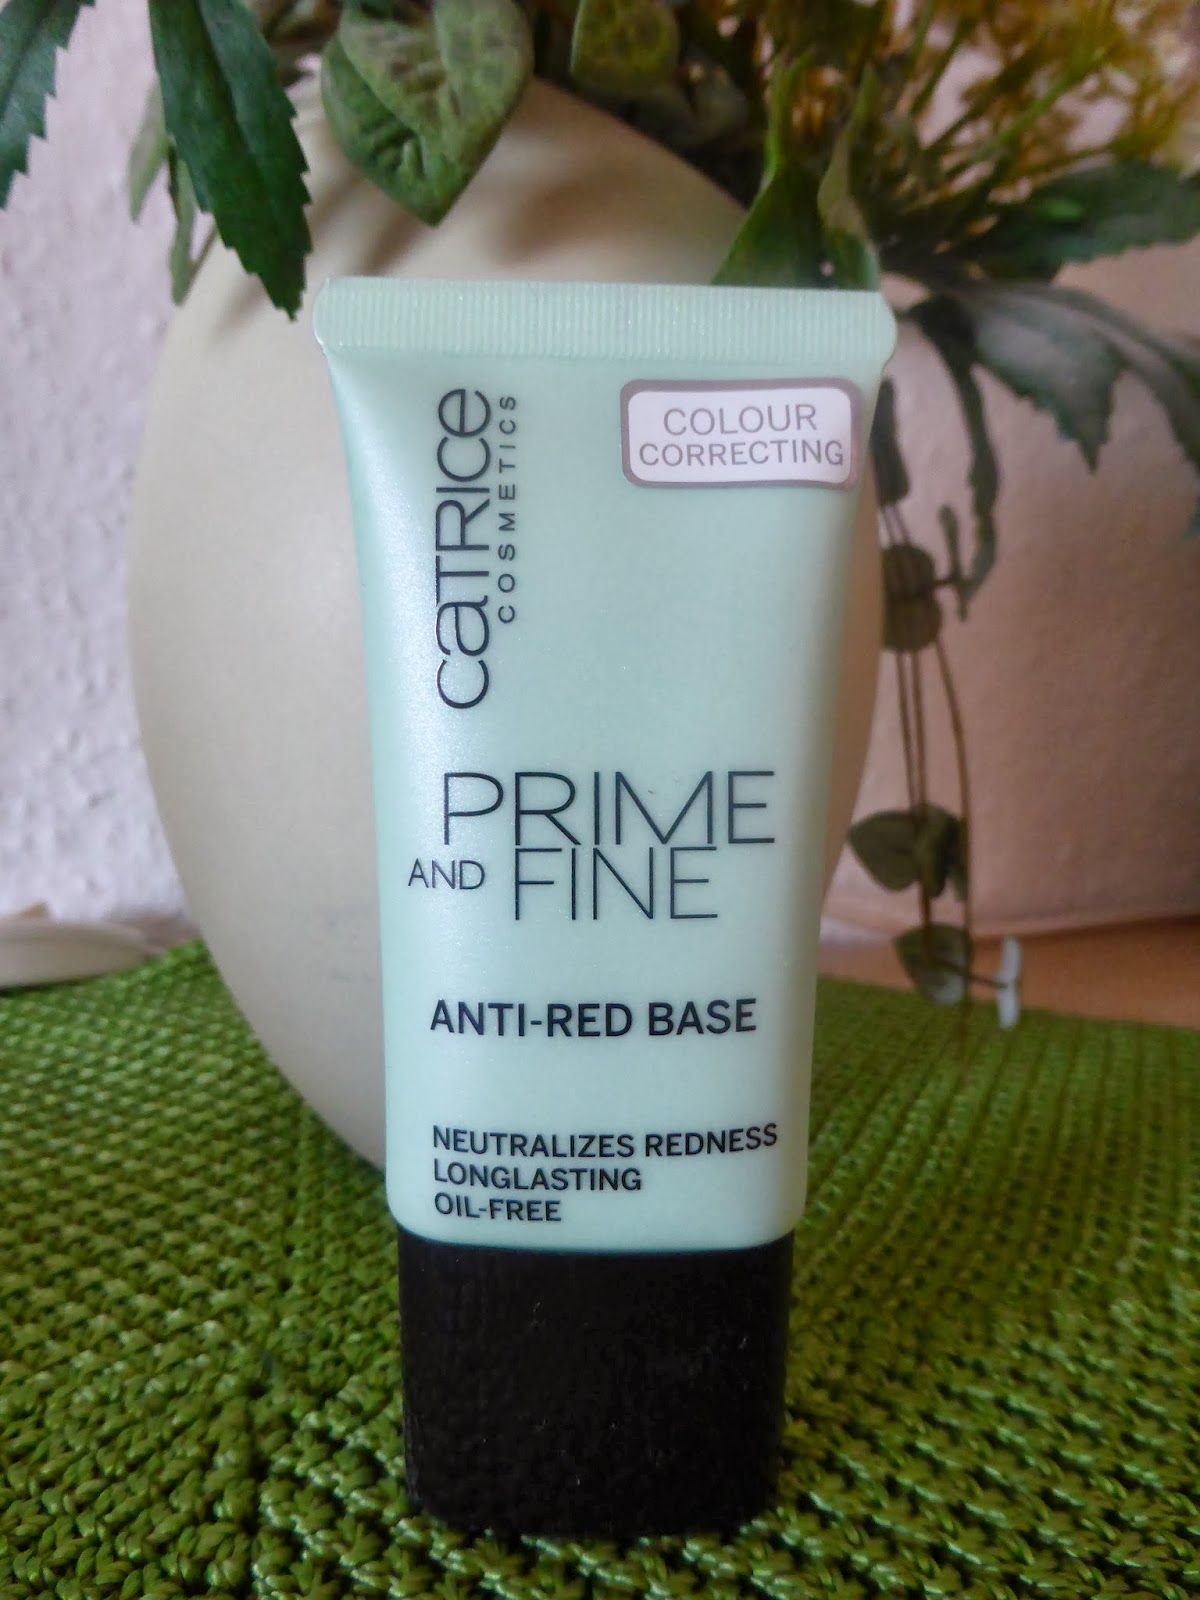 COLOUR
CORRECTING
CATRICE
COSMETICS
PRIME
AND FINE
ANTI-RED BASE
NEUTRALIZES REDNESS
LONGLASTING
OIL-FREE